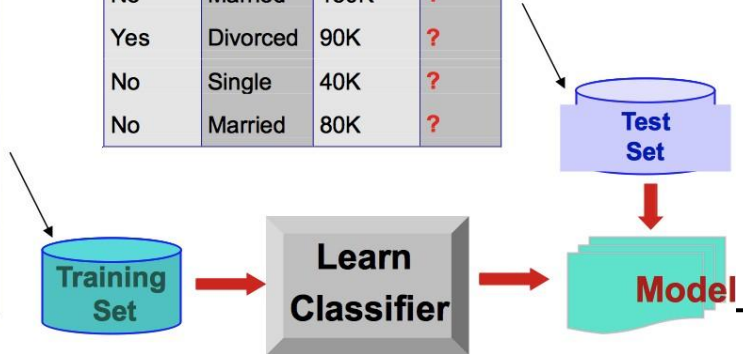 Yes Divorced 90K ?
No Single 40K ?
No Married 80K ?
Test
Set
Training
Set
Learn
Classifier
Model